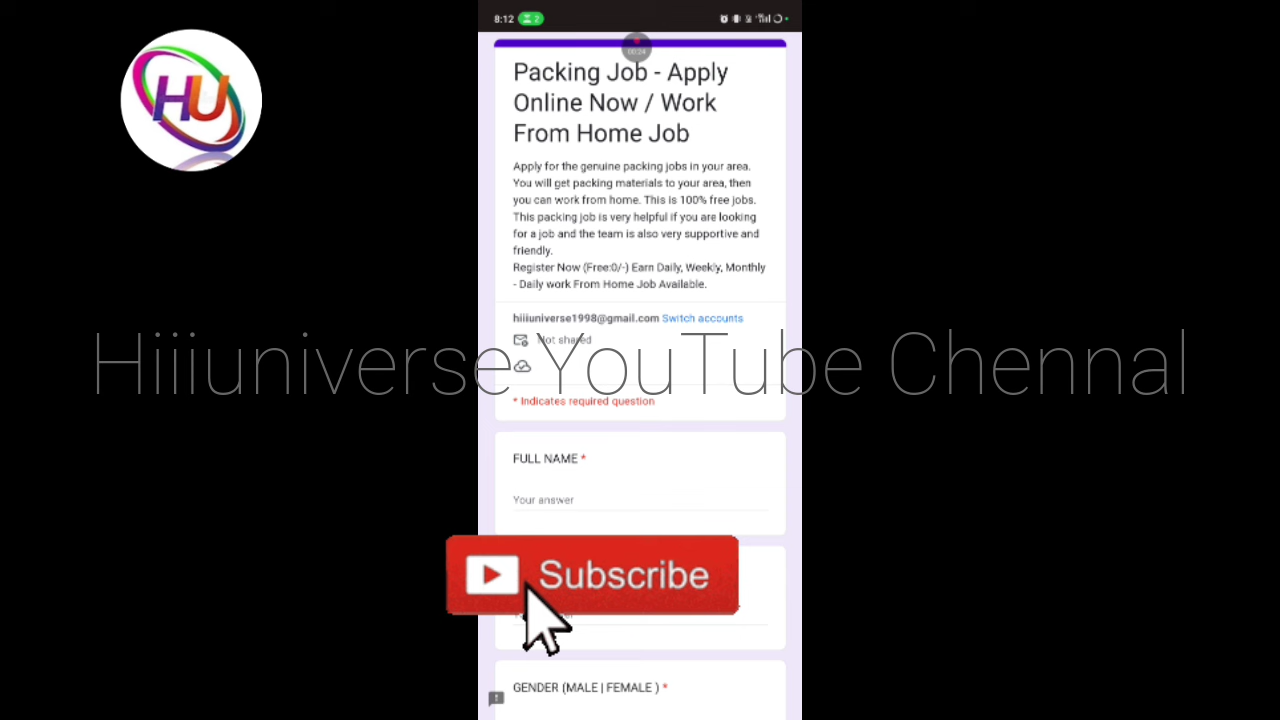 8:12
2
HU
00:24
Packing Job - Apply
Online Now / Work
From Home Job
Apply for the genuine packing jobs in your area.
You will get packing materials to your area, then
you can work from home. This is 100% free jobs.
This packing job is very helpful if you are looking
for a job and the team is also very supportive and
friendly.
Register Now (Free:0/-) Earn Daily, Weekly, Monthly
- Daily work From Home Job Available.
hiiiuniverse1998@gmail.com Switch accounts
Not shared
Hiiiuniverse YouTube Chennal
* Indicates required question
FULL NAME *
Your answer
Subscribe
GENDER (MALE | FEMALE ) *